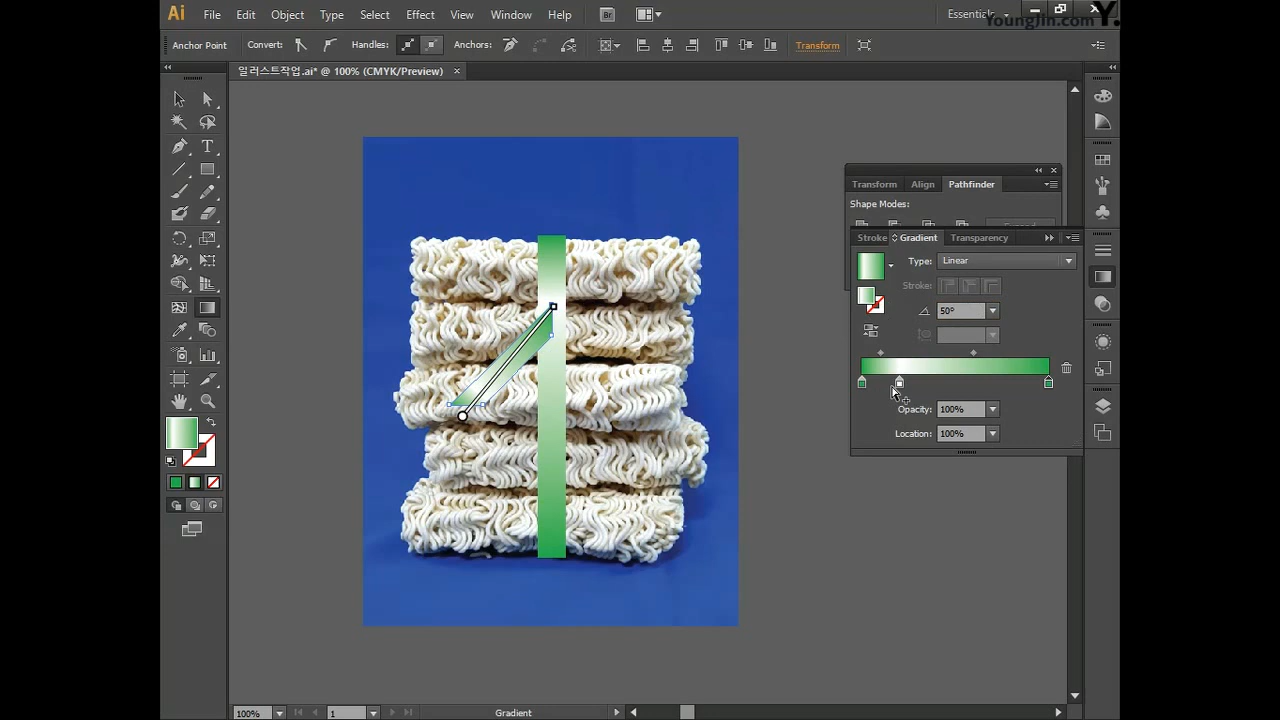 Ai File Edit Object Type Select Effect View Window Help Br Essentials
YoungJin.com Y.
Anchor Point Convert: Handles: Anchors: Transform
일러스트작업.ai* @ 100% (CMYK/Preview) ×
Transform Align Pathfinder
Shape Modes:
Stroke Gradient Transparency
Type: Linear
Stroke:
50°
Opacity: 100%
Location: 100%
100% 1 Gradient